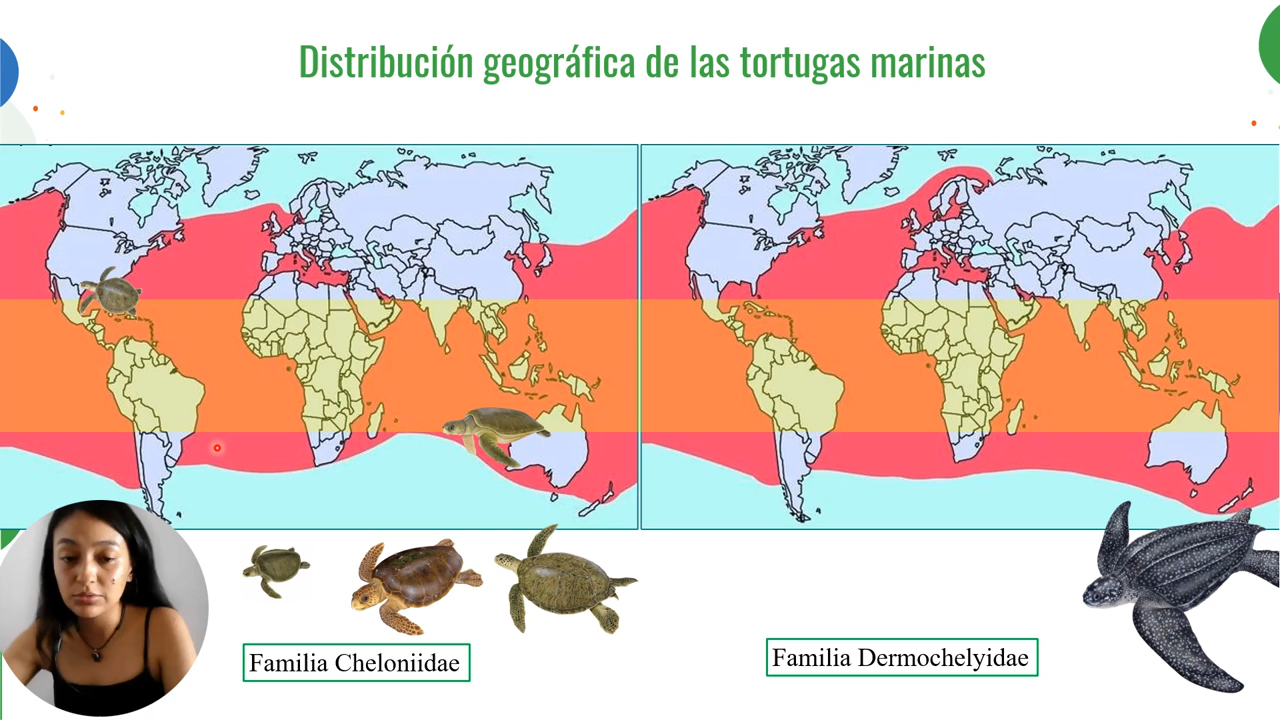 Distribución geográfica de las tortugas marinas
Familia Cheloniidae
Familia Dermochelyidae